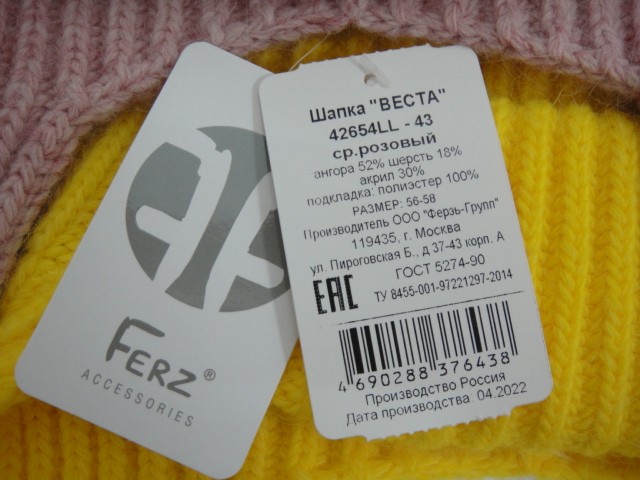 FERZ®
ACCESSORIES
Шапка "ВЕСТА"
42654LL - 43
ср.розовый
ангора 52% шерсть 18%
акрил 30%
подкладка: полиэстер 100%
РАЗМЕР: 56-58
Производитель ООО "Ферзь-Групп"
119435, г. Москва
ул. Пироговская Б., д 37-43 корп. А
ГОСТ 5274-90
ЕАС ТУ 8455-001-97221297-2014
4 690288 376438
Производство Россия
Дата производства: 04.2022